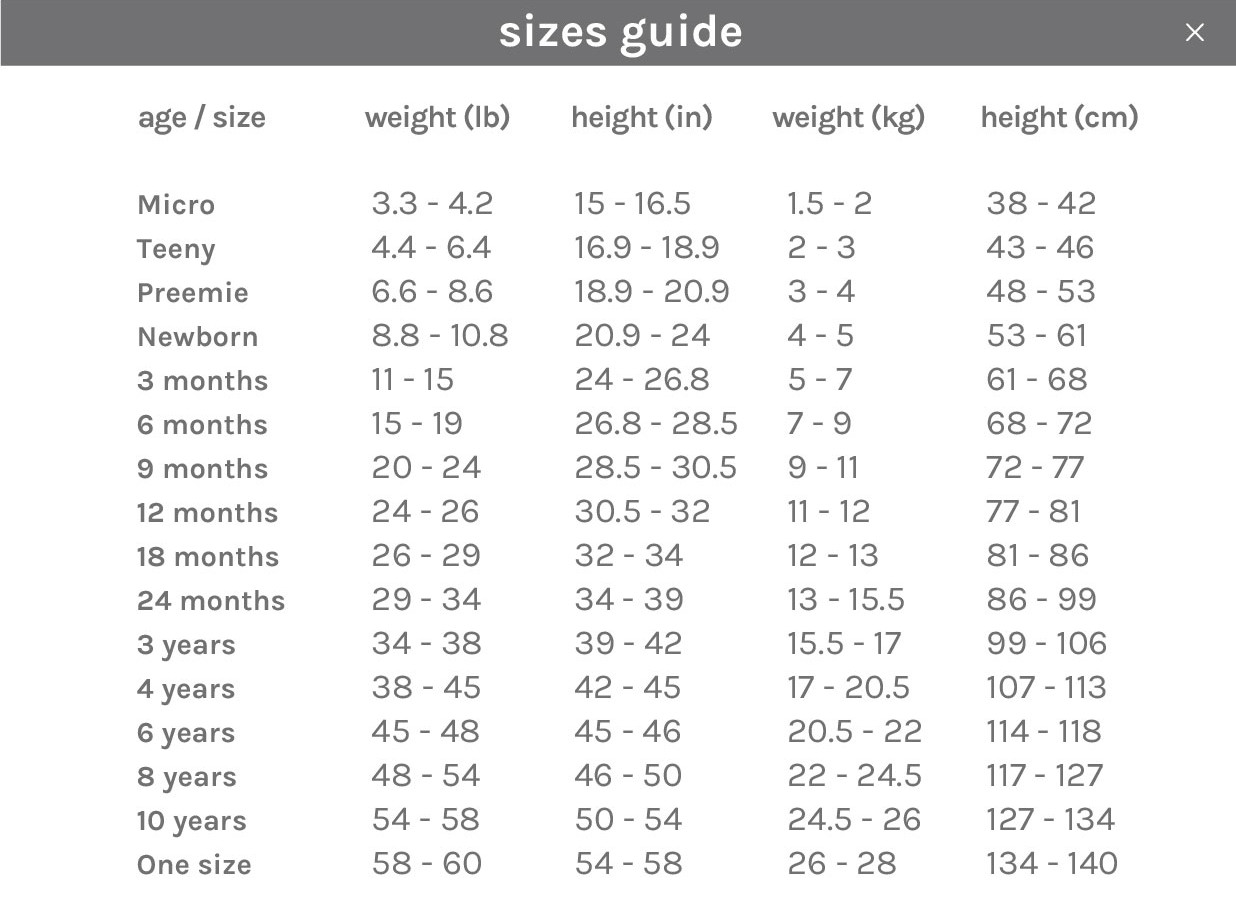 sizes guide ×
age / size weight (lb) height (in) weight (kg) height (cm)
Micro 3.3 - 4.2 15 - 16.5 1.5 - 2 38 - 42
Teeny 4.4 - 6.4 16.9 - 18.9 2 - 3 43 - 46
Preemie 6.6 - 8.6 18.9 - 20.9 3 - 4 48 - 53
Newborn 8.8 - 10.8 20.9 - 24 4 - 5 53 - 61
3 months 11 - 15 24 - 26.8 5 - 7 61 - 68
6 months 15 - 19 26.8 - 28.5 7 - 9 68 - 72
9 months 20 - 24 28.5 - 30.5 9 - 11 72 - 77
12 months 24 - 26 30.5 - 32 11 - 12 77 - 81
18 months 26 - 29 32 - 34 12 - 13 81 - 86
24 months 29 - 34 34 - 39 13 - 15.5 86 - 99
3 years 34 - 38 39 - 42 15.5 - 17 99 - 106
4 years 38 - 45 42 - 45 17 - 20.5 107 - 113
6 years 45 - 48 45 - 46 20.5 - 22 114 - 118
8 years 48 - 54 46 - 50 22 - 24.5 117 - 127
10 years 54 - 58 50 - 54 24.5 - 26 127 - 134
One size 58 - 60 54 - 58 26 - 28 134 - 140